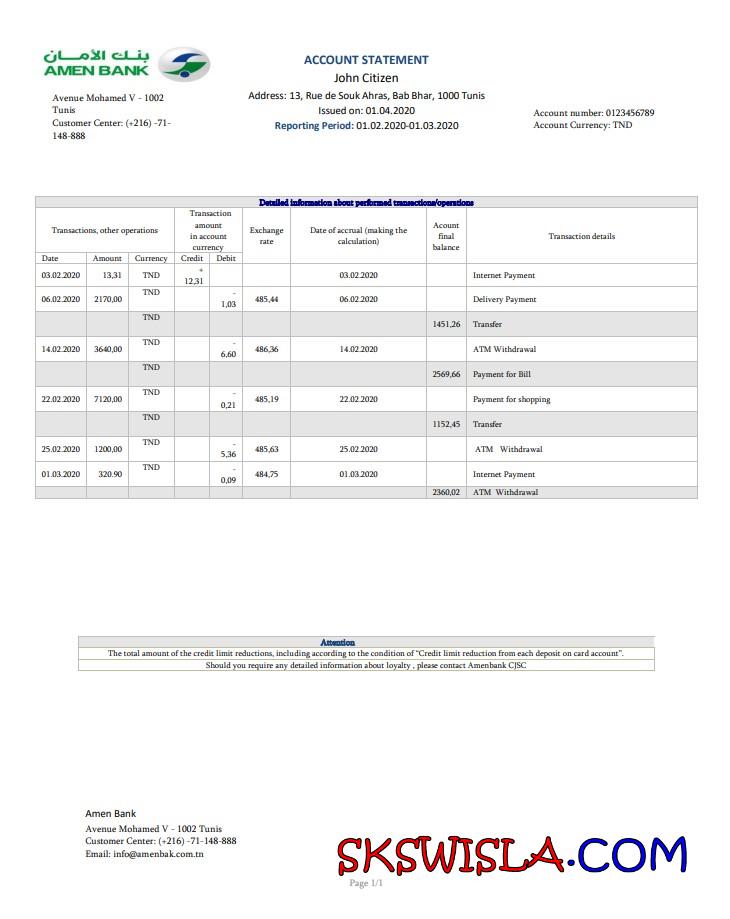 بنك الأمـان
AMEN BANK
Avenue Mohamed V - 1002
Tunis
Customer Center: (+216) -71-
148-888
ACCOUNT STATEMENT
John Citizen
Address: 13, Rue de Souk Ahras, Bab Bhar, 1000 Tunis
Issued on: 01.04.2020
Reporting Period: 01.02.2020-01.03.2020
Account number: 0123456789
Account Currency: TND
Detailed information about performed transactions/operations
Transactions, other operations
Transaction
amount
in account
currency
Exchange
rate
Date of accrual (making the
calculation)
Acount
final
balance
Transaction details
Date Amount Currency Credit Debit
03.02.2020 13,31 TND + 12,31 03.02.2020 Internet Payment
06.02.2020 2170,00 TND - 1,03 485,44 06.02.2020 Delivery Payment
TND 1451,26 Transfer
14.02.2020 3640,00 TND - 6,60 486,36 14.02.2020 ATM Withdrawal
TND 2569,66 Payment for Bill
22.02.2020 7120,00 TND - 0,21 485,19 22.02.2020 Payment for shopping
TND 1152,45 Transfer
25.02.2020 1200,00 TND - 5,36 485,63 25.02.2020 ATM Withdrawal
01.03.2020 320.90 TND - 0,09 484,75 01.03.2020 Internet Payment
2360,02 ATM Withdrawal
Attention
The total amount of the credit limit reductions, including according to the condition of “Credit limit reduction from each deposit on card account”.
Should you require any detailed information about loyalty , please contact Amenbank CJSC
Amen Bank
Avenue Mohamed V - 1002 Tunis
Customer Center: (+216) -71-148-888
Email: info@amenbak.com.tn
SKSWISLA.COM
Page 1/1